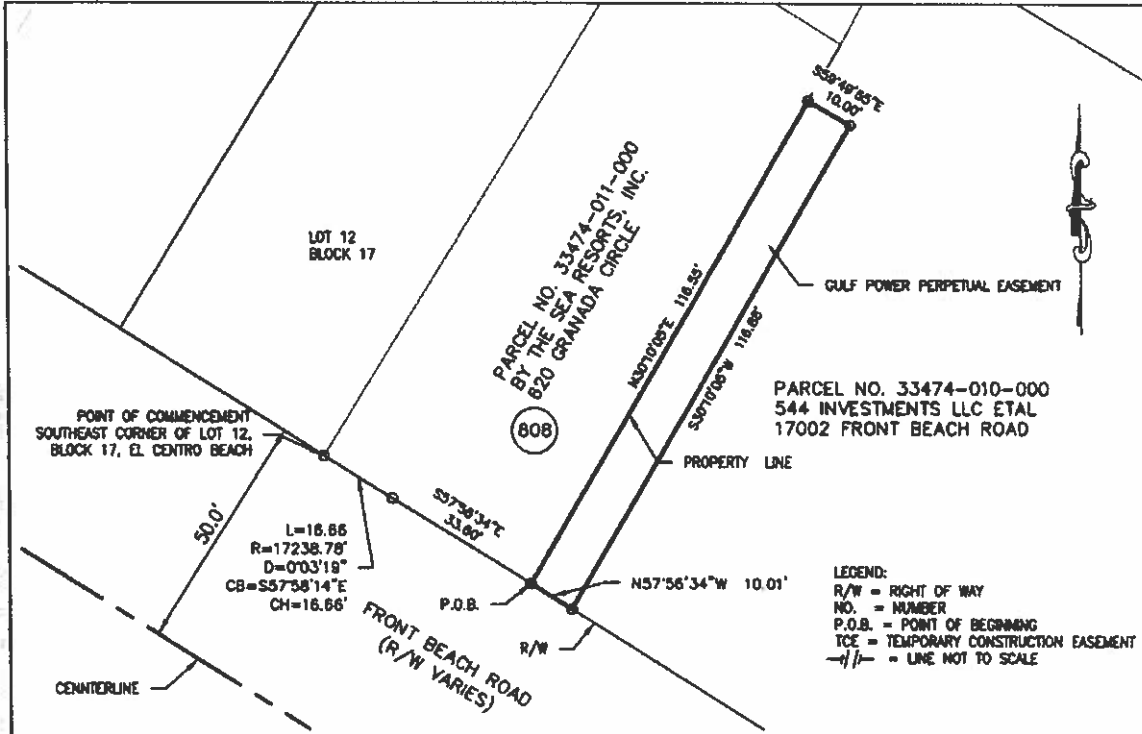 S59°49'55"E
10.00'
LOT 12
BLOCK 17
PARCEL NO. 33474-011-000
BY THE SEA RESORTS, INC.
620 GRANADA CIRCLE
808
N30°10'05"E 116.55'
S30°10'05"W
GULF POWER PERPETUAL EASEMENT
PARCEL NO. 33474-010-000
544 INVESTMENTS LLC ETAL
17002 FRONT BEACH ROAD
PROPERTY LINE
POINT OF COMMENCEMENT
SOUTHEAST CORNER OF LOT 12,
BLOCK 17, EL CENTRO BEACH
50.0'
L=16.66
R=17238.78'
D=0°03'19"
CB=S57°58'14"E
CH=16.66'
S57°56'34"E
33.60'
P.O.B.
N57°56'34"W 10.01'
R/W
FRONT BEACH ROAD
(R/W VARIES)
CENNTERLINE
LEGEND:
R/W = RIGHT OF WAY
NO. = NUMBER
P.O.B. = POINT OF BEGINNING
TCE = TEMPORARY CONSTRUCTION EASEMENT
= LINE NOT TO SCALE